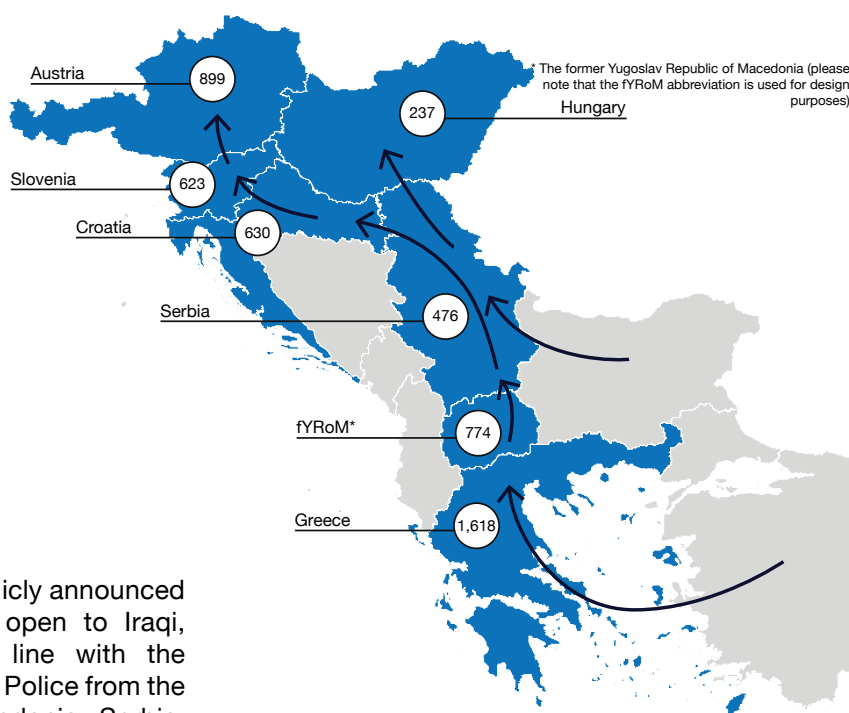 Austria
899
* The former Yugoslav Republic of Macedonia (please
note that the fYRoM abbreviation is used for design
purposes)
237
Hungary
Slovenia
623
Croatia
630
Serbia
476
fYRoM*
774
Greece
1,618
icly announced
open to Iraqi,
line with the
Police from the